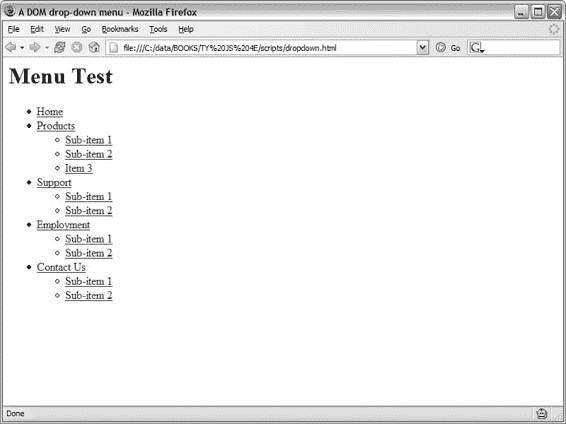 A DOM drop-down menu - Mozilla Firefox
File Edit View Go Bookmarks Tools Help
file:///C:/data/BOOKS/TY%20JS%204E/scripts/dropdown.html Go
Menu Test
Home
Products
Sub-item 1
Sub-item 2
Item 3
Support
Sub-item 1
Sub-item 2
Employment
Sub-item 1
Sub-item 2
Contact Us
Sub-item 1
Sub-item 2
Done